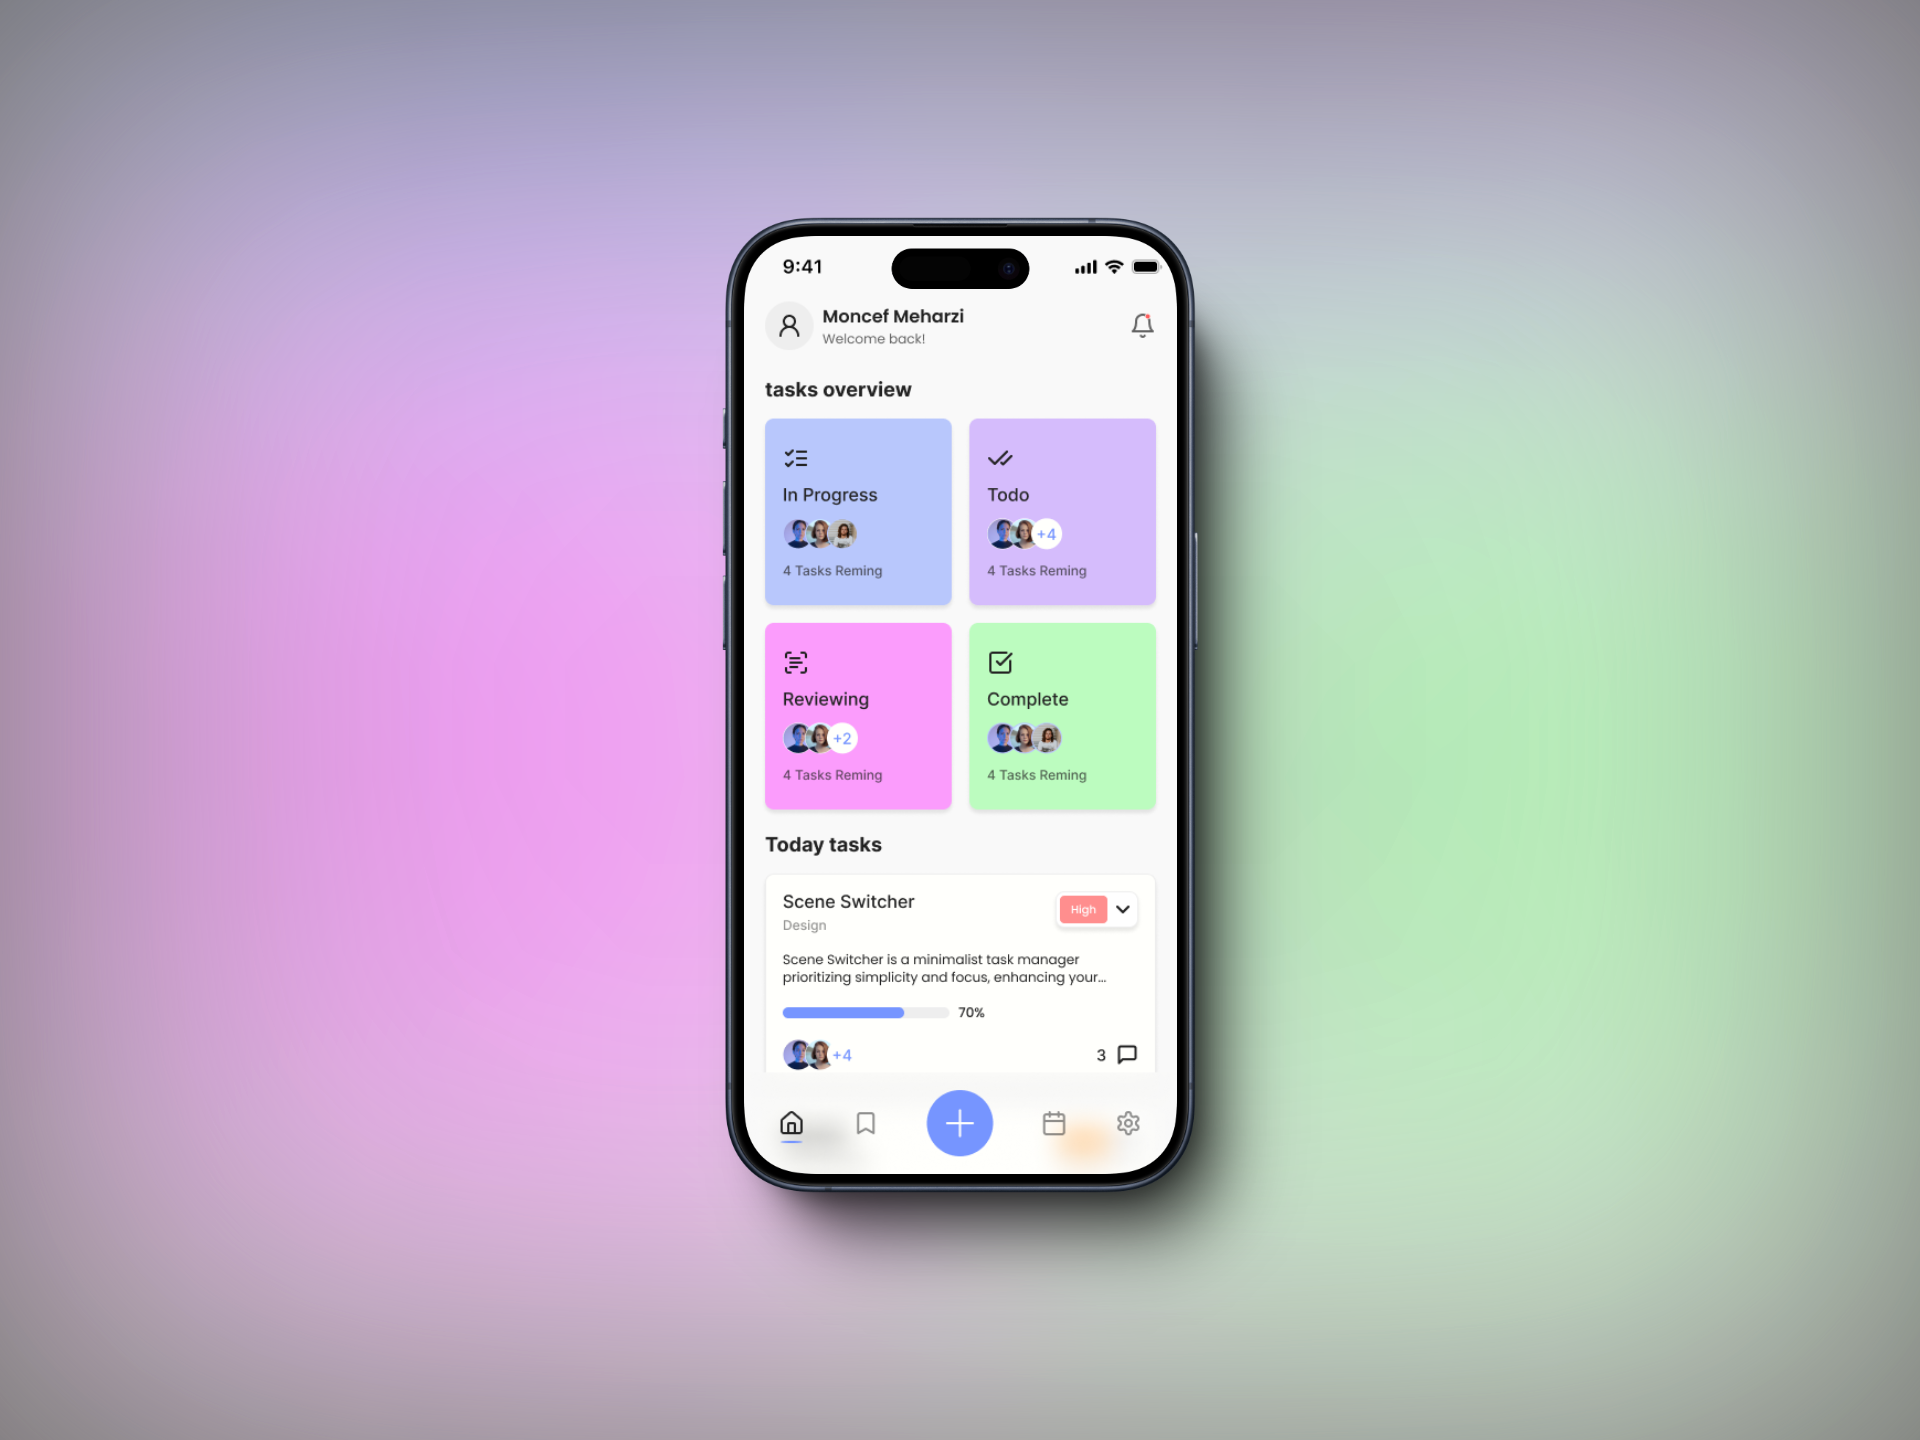 9:41
Moncef Meharzi
Welcome back!
tasks overview
In Progress
4 Tasks Reming
Todo
+4
4 Tasks Reming
Reviewing
+2
4 Tasks Reming
Complete
4 Tasks Reming
Today tasks
Scene Switcher
High
Design
Scene Switcher is a minimalist task manager
prioritizing simplicity and focus, enhancing your...
70%
+4
3